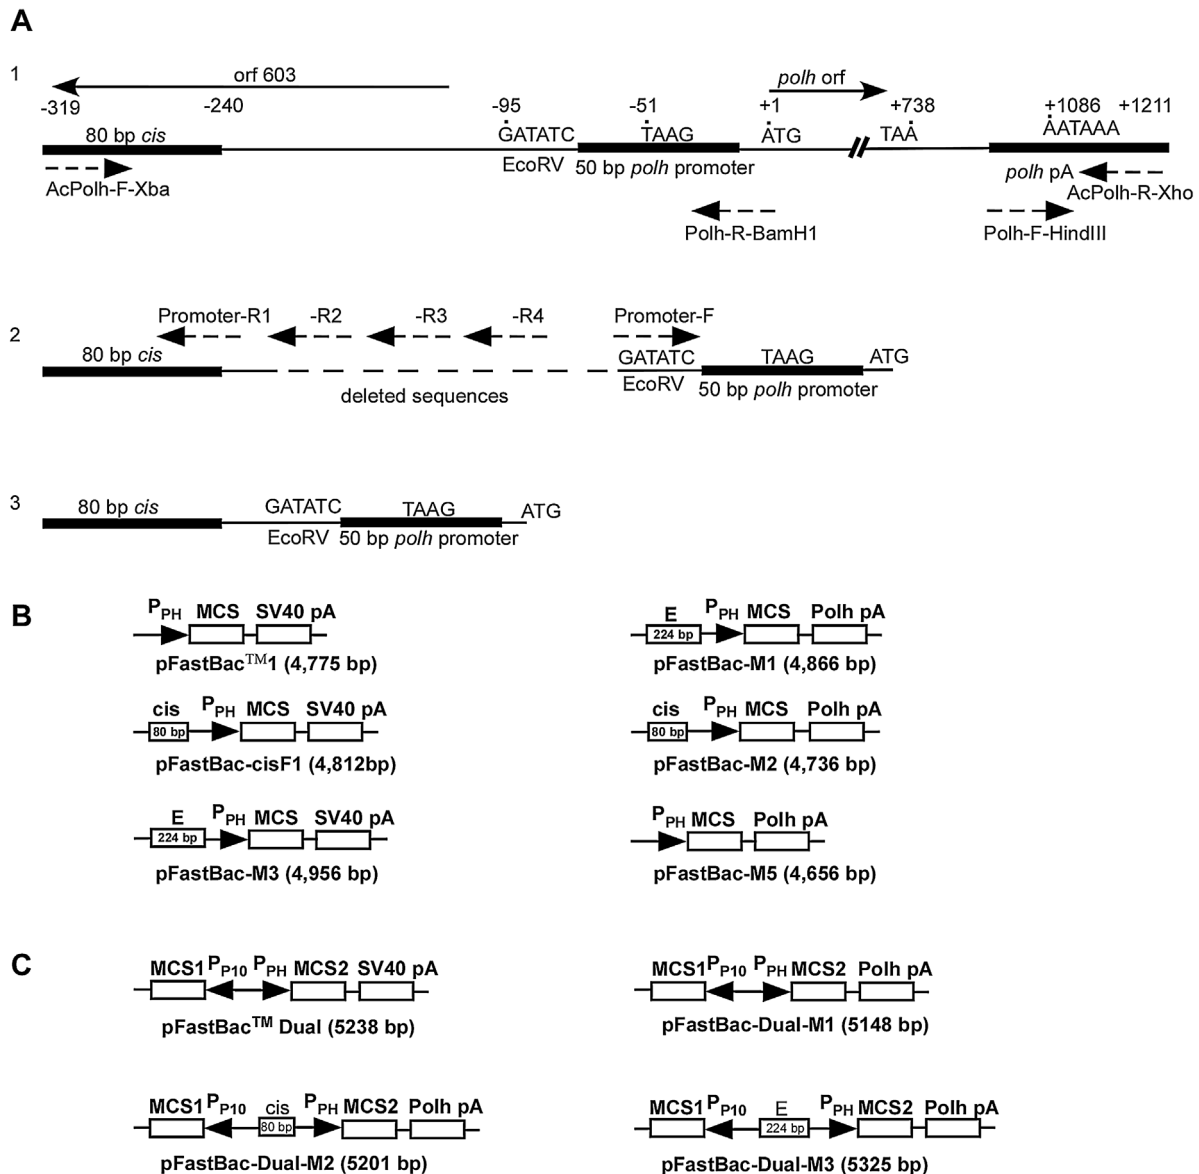 A
1
orf 603
polh orf
-319
-240
-95
-51
+1
+738
+1086
+1211
80 bp cis
GATATC
TAAG
ATG
TAA
AATAAA
EcoRV
50 bp polh promoter
polh pA
AcPolh-F-Xba
AcPolh-R-Xho
Polh-R-BamH1
Polh-F-HindIII
2
Promoter-R1
-R2
-R3
-R4
Promoter-F
80 bp cis
GATATC
TAAG
ATG
EcoRV
50 bp polh promoter
deleted sequences
3
80 bp cis
GATATC
TAAG
ATG
EcoRV
50 bp polh promoter
B
PPH MCS SV40 pA
pFastBac™1 (4,775 bp)
E PPH MCS Polh pA
224 bp
pFastBac-M1 (4,866 bp)
cis PPH MCS SV40 pA
80 bp
pFastBac-cisF1 (4,812bp)
cis PPH MCS Polh pA
80 bp
pFastBac-M2 (4,736 bp)
E PPH MCS SV40 pA
224 bp
pFastBac-M3 (4,956 bp)
PPH MCS Polh pA
pFastBac-M5 (4,656 bp)
C
MCS1 PP10 PPH MCS2 SV40 pA
pFastBac™ Dual (5238 bp)
MCS1 PP10 PPH MCS2 Polh pA
pFastBac-Dual-M1 (5148 bp)
MCS1 PP10 cis PPH MCS2 Polh pA
80 bp
pFastBac-Dual-M2 (5201 bp)
MCS1 PP10 E PPH MCS2 Polh pA
224 bp
pFastBac-Dual-M3 (5325 bp)